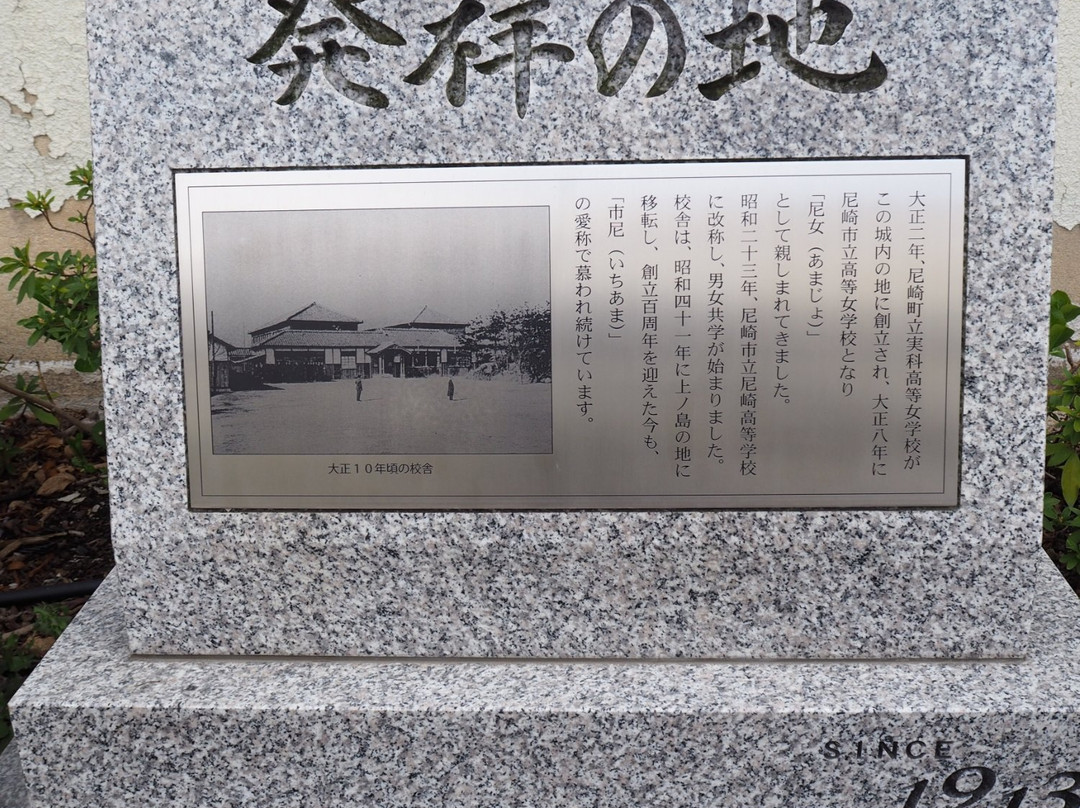 発祥の地
大正二年、尼崎町立実科高等女学校が
この城内の地に創立され、大正八年に
尼崎市立高等女学校となり
「尼女（あまじょ）」
として親しまれてきました。
昭和二十三年、尼崎市立尼崎高等学校
に改称し、男女共学が始まりました。
校舎は、昭和四十一年に上ノ島の地に
移転し、創立百周年を迎えた今も、
「市尼（いちあま）」
の愛称で慕われ続けています。
大正１０年頃の校舎
SINCE
1913